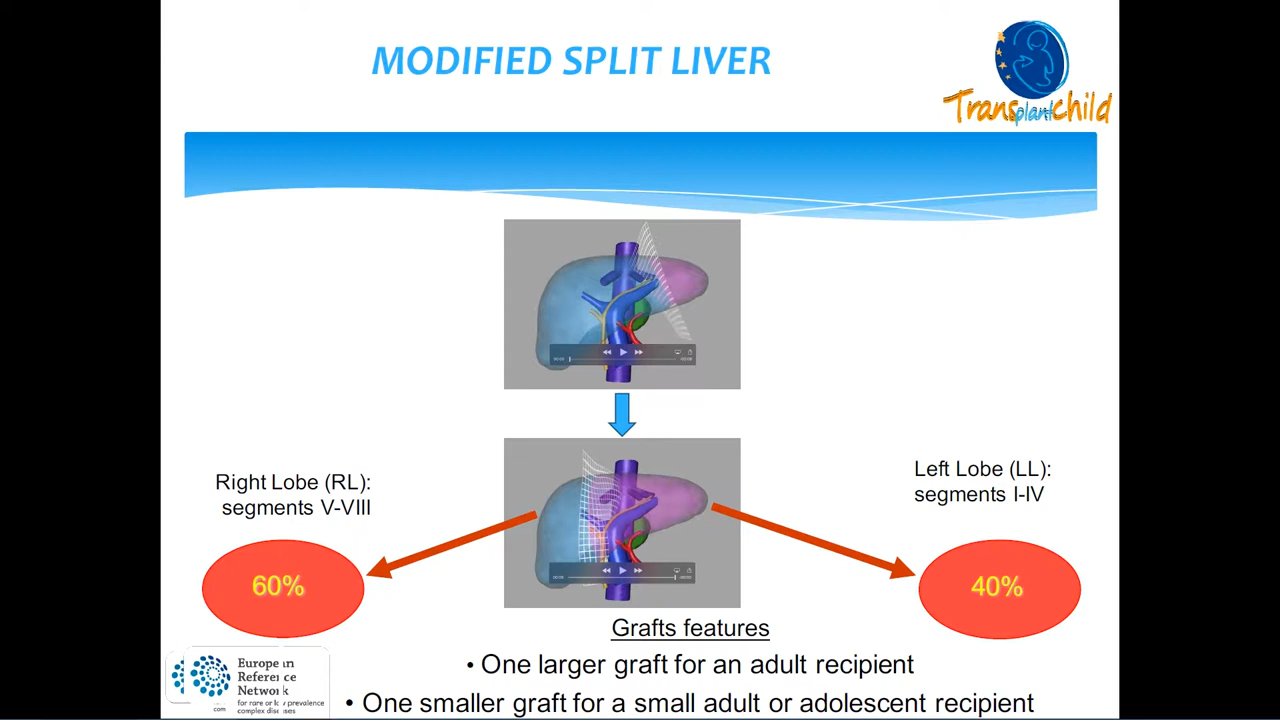 MODIFIED SPLIT LIVER
Transplantchild
Right Lobe (RL):
segments V-VIII
Left Lobe (LL):
segments I-IV
60%
40%
Grafts features
• One larger graft for an adult recipient
• One smaller graft for a small adult or adolescent recipient
European
Reference
Network
for rare or low prevalence
complex diseases
com